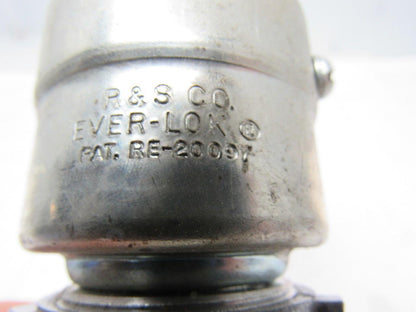 R&S CO.
EVER-LOK®
PAT. RE-20097